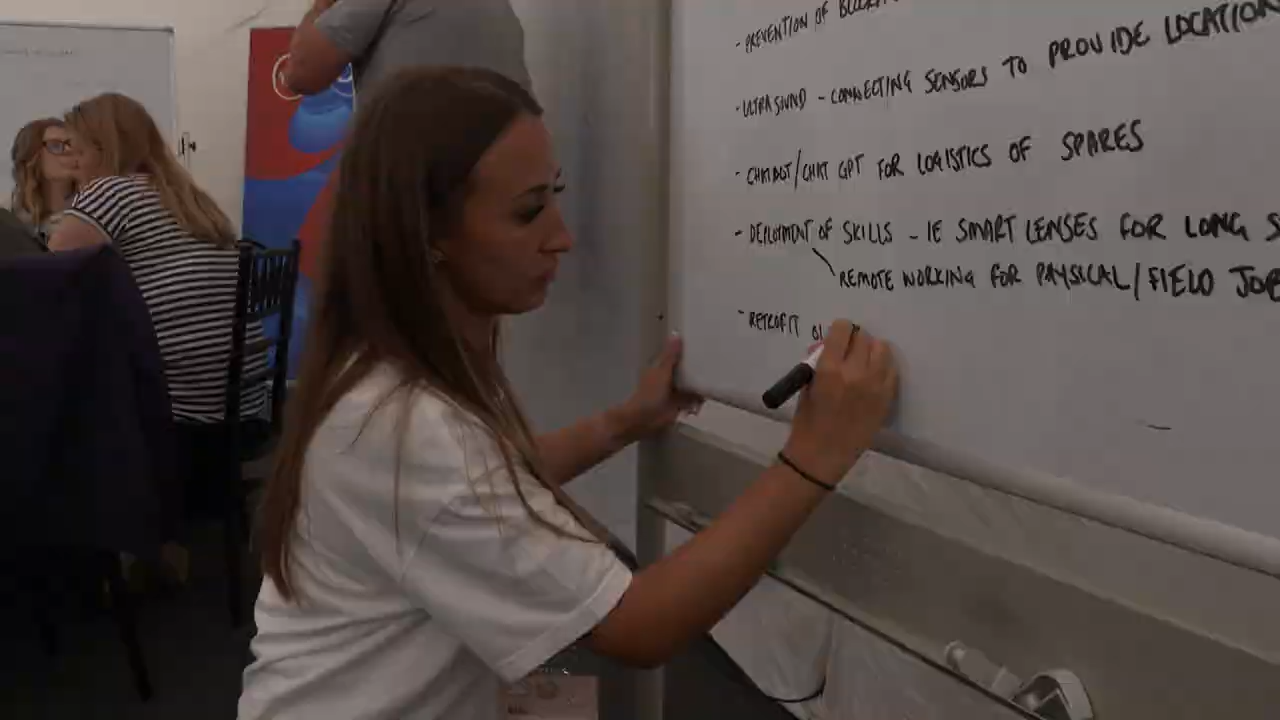 - PREVENTION OF
- ULTRASOUND - CONNECTING SENSORS TO PROVIDE LOCATION
- CHATBOT/CHAT GPT FOR LOGISTICS OF SPARES
- DEPLOYMENT OF SKILLS - IE SMART LENSES FOR LONG S
REMOTE WORKING FOR PHYSICAL/FIELD JOB
- RETROFIT